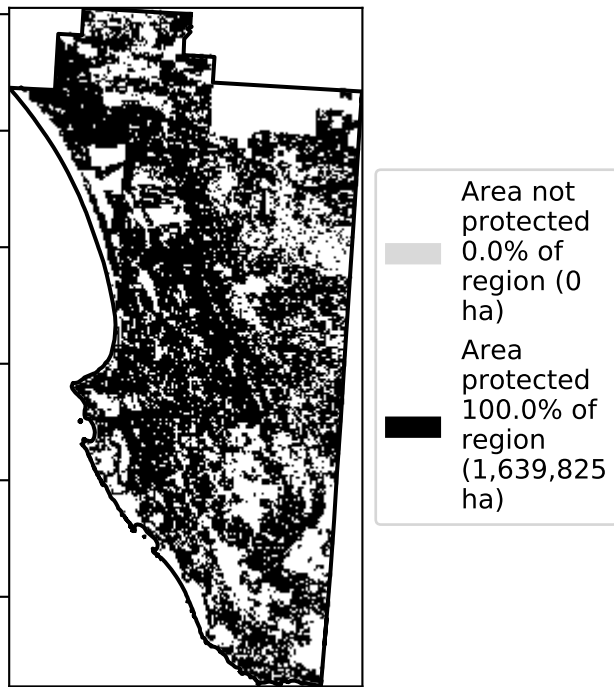 Area not
protected
0.0% of
region (0
ha)
Area
protected
100.0% of
region
(1,639,825
ha)